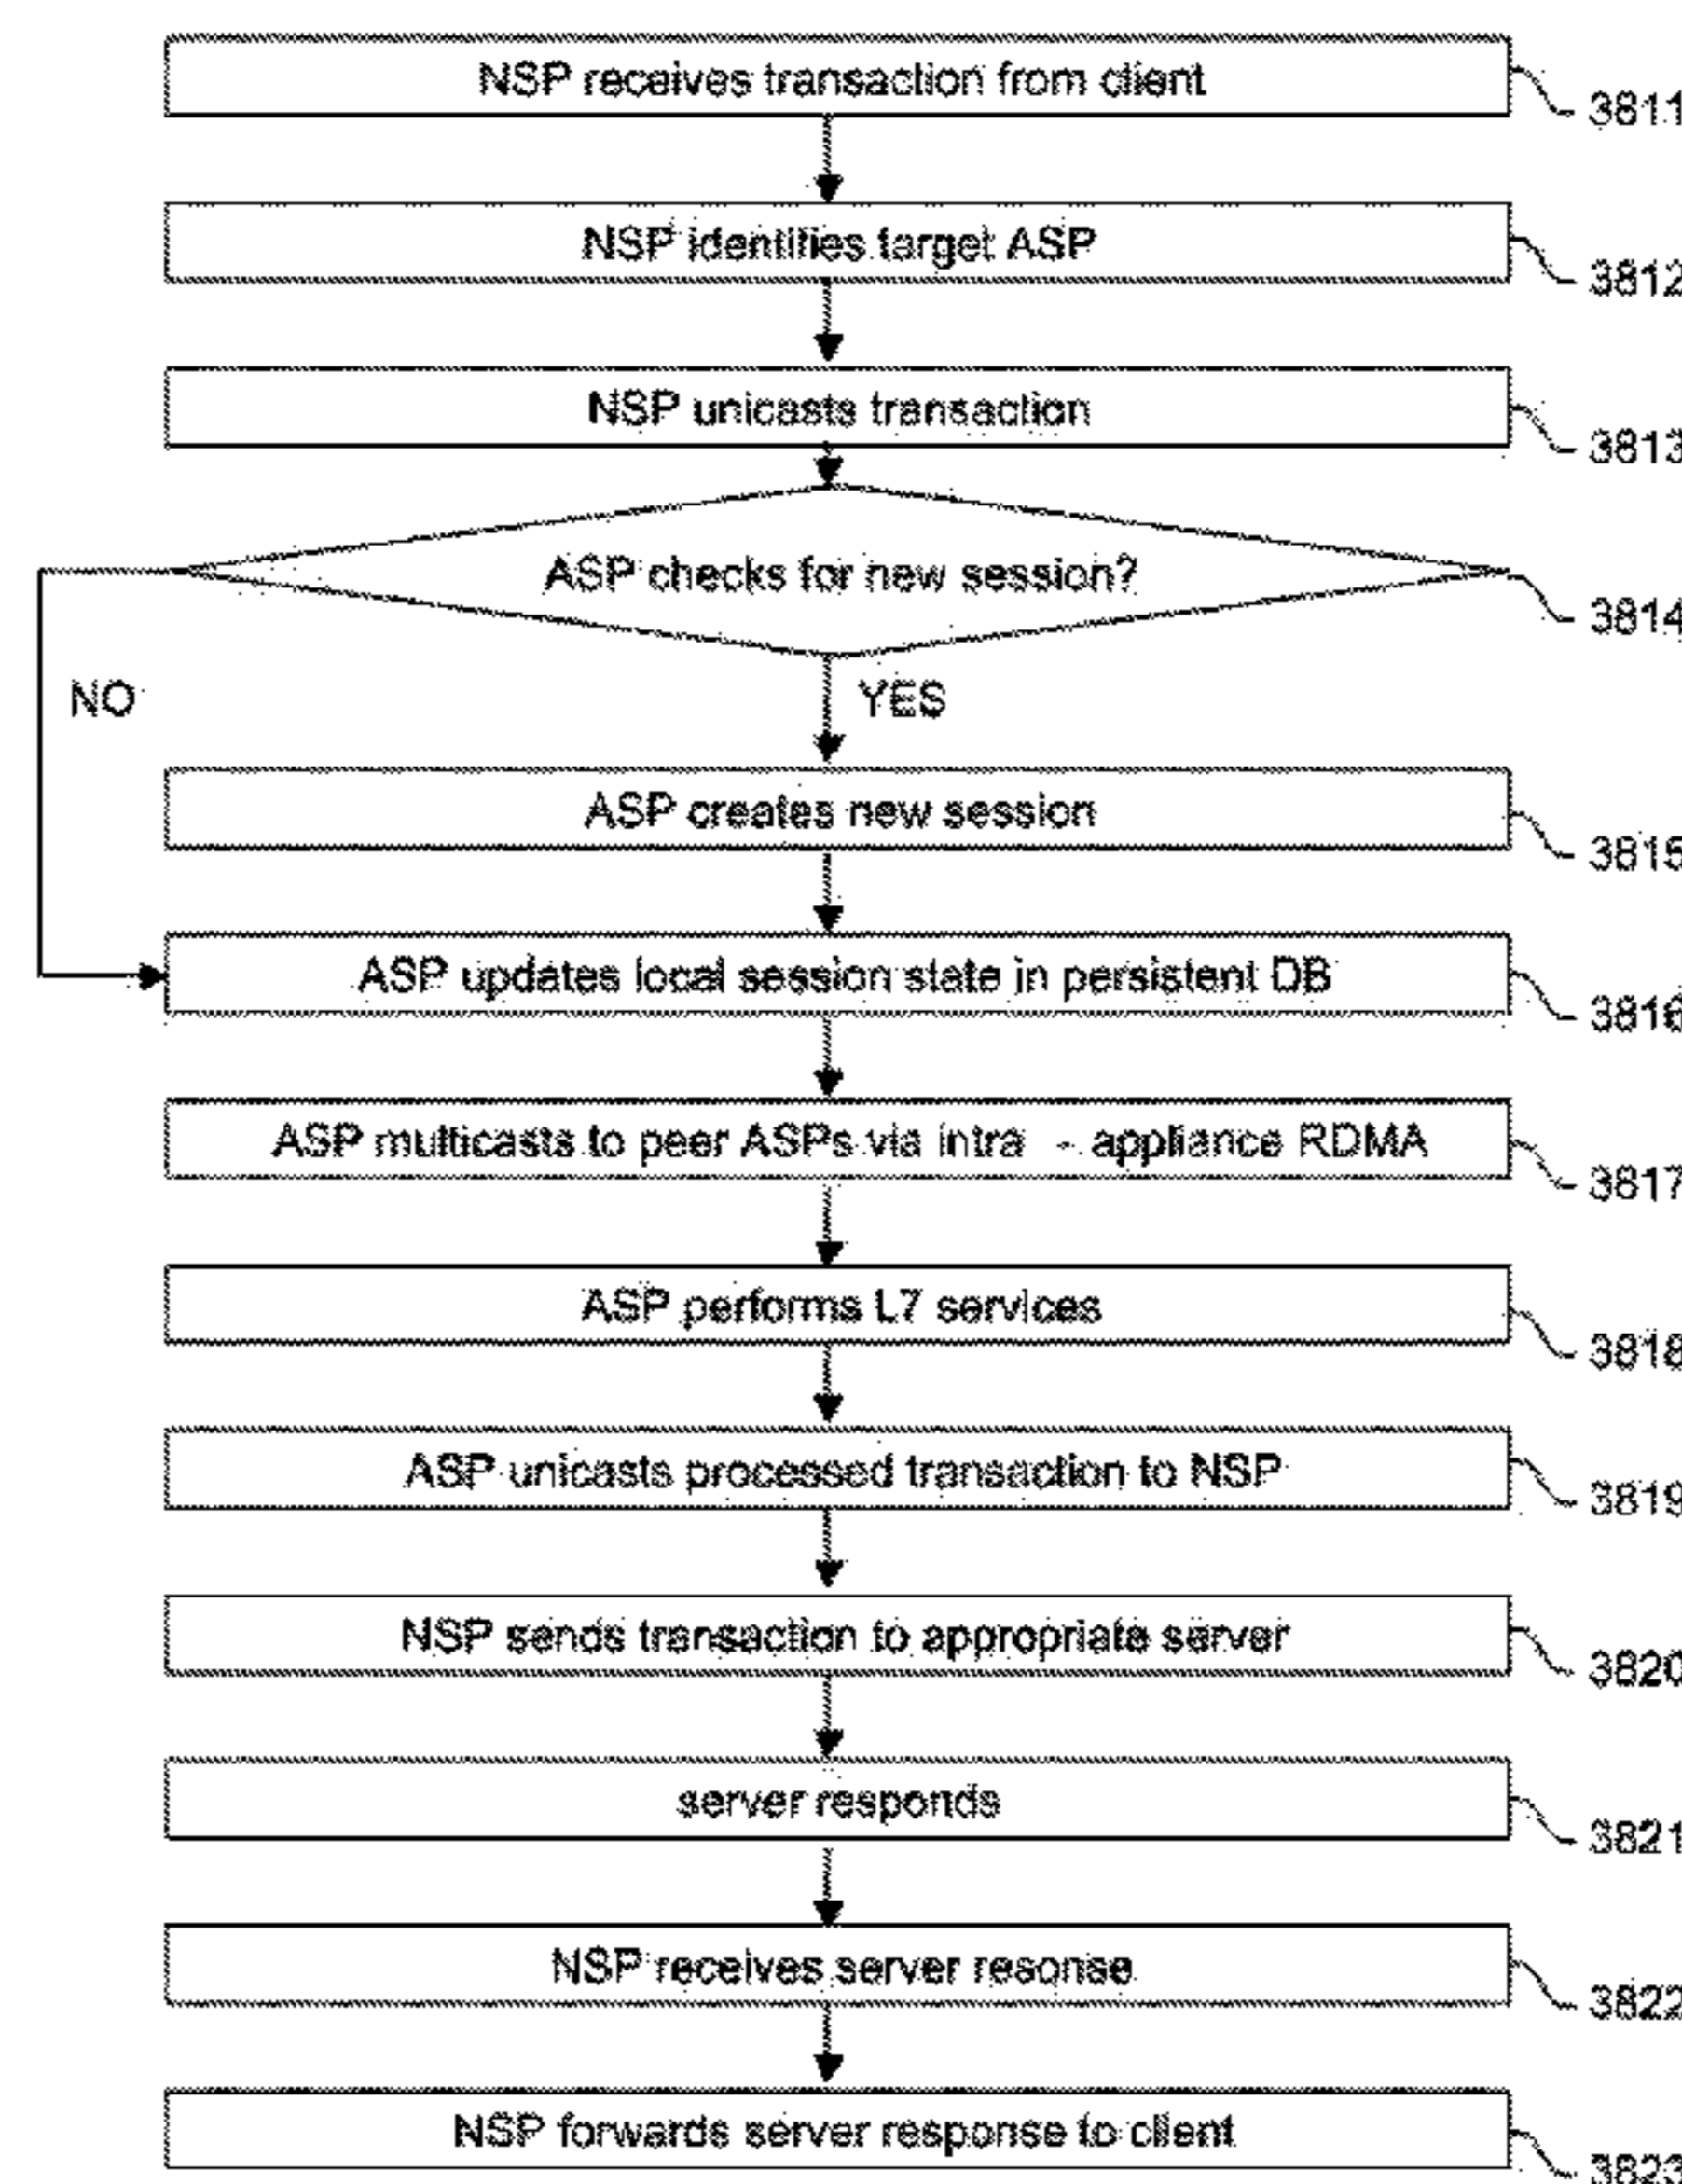 NSP receives transaction from client
3811
NSP identifies target ASP
3812
NSP unicasts transaction
3813
ASP checks for new session?
3814
NO
YES
ASP creates new session
3815
ASP updates local session state in persistent DB
3816
ASP multicasts to peer ASPs via intra - appliance RDMA
3817
ASP performs L7 services
3818
ASP unicasts processed transaction to NSP
3819
NSP sends transaction to appropriate server
3820
server responds
3821
NSP receives server resonse
3822
NSP forwards server response to client
3823